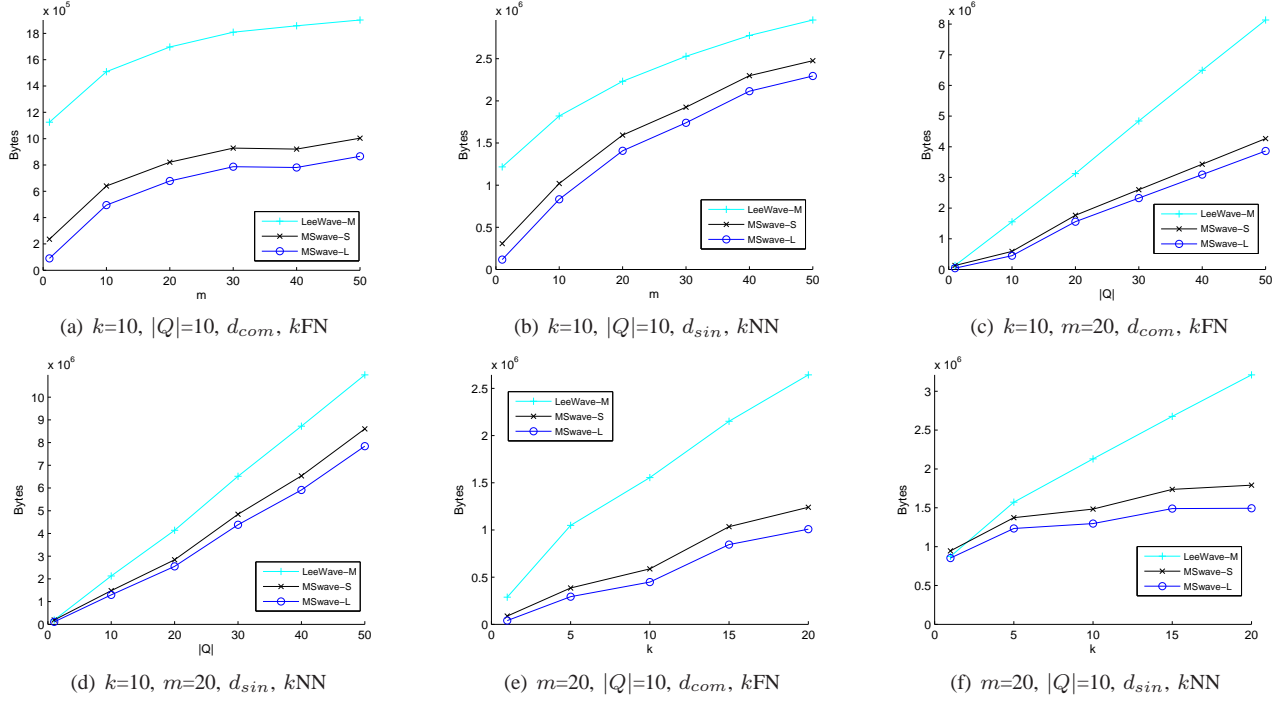 x 10^5
18
16
14
12
10
8
6
4
2
0
Bytes
0 10 20 30 40 50
m
LeeWave-M
MSwave-S
MSwave-L
(a) k=10, |Q|=10, d_com, kFN
x 10^6
2.5
2
1.5
1
0.5
0
Bytes
0 10 20 30 40 50
m
LeeWave-M
MSwave-S
MSwave-L
(b) k=10, |Q|=10, d_sin, kNN
x 10^6
8
7
6
5
4
3
2
1
0
Bytes
0 10 20 30 40 50
|Q|
LeeWave-M
MSwave-S
MSwave-L
(c) k=10, m=20, d_com, kFN
x 10^6
10
9
8
7
6
5
4
3
2
1
0
Bytes
0 10 20 30 40 50
|Q|
LeeWave-M
MSwave-S
MSwave-L
(d) k=10, m=20, d_sin, kNN
x 10^6
2.5
2
1.5
1
0.5
0
Bytes
0 5 10 15 20
k
LeeWave-M
MSwave-S
MSwave-L
(e) m=20, |Q|=10, d_com, kFN
x 10^6
3
2.5
2
1.5
1
0.5
0
Bytes
0 5 10 15 20
k
LeeWave-M
MSwave-S
MSwave-L
(f) m=20, |Q|=10, d_sin, kNN